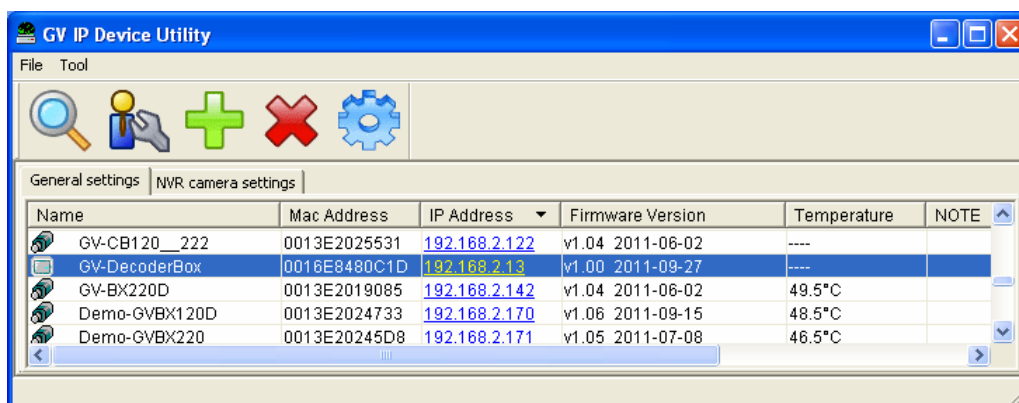 GV IP Device Utility
File Tool
General settings NVR camera settings
Name Mac Address IP Address Firmware Version Temperature NOTE
GV-CB120__222 0013E2025531 192.168.2.122 v1.04 2011-06-02 ----
GV-DecoderBox 0016E8480C1D 192.168.2.13 v1.00 2011-09-27 ----
GV-BX220D 0013E2019085 192.168.2.142 v1.04 2011-06-02 49.5°C
Demo-GVBX120D 0013E2024733 192.168.2.170 v1.06 2011-09-15 48.5°C
Demo-GVBX220 0013E20245D8 192.168.2.171 v1.05 2011-07-08 46.5°C